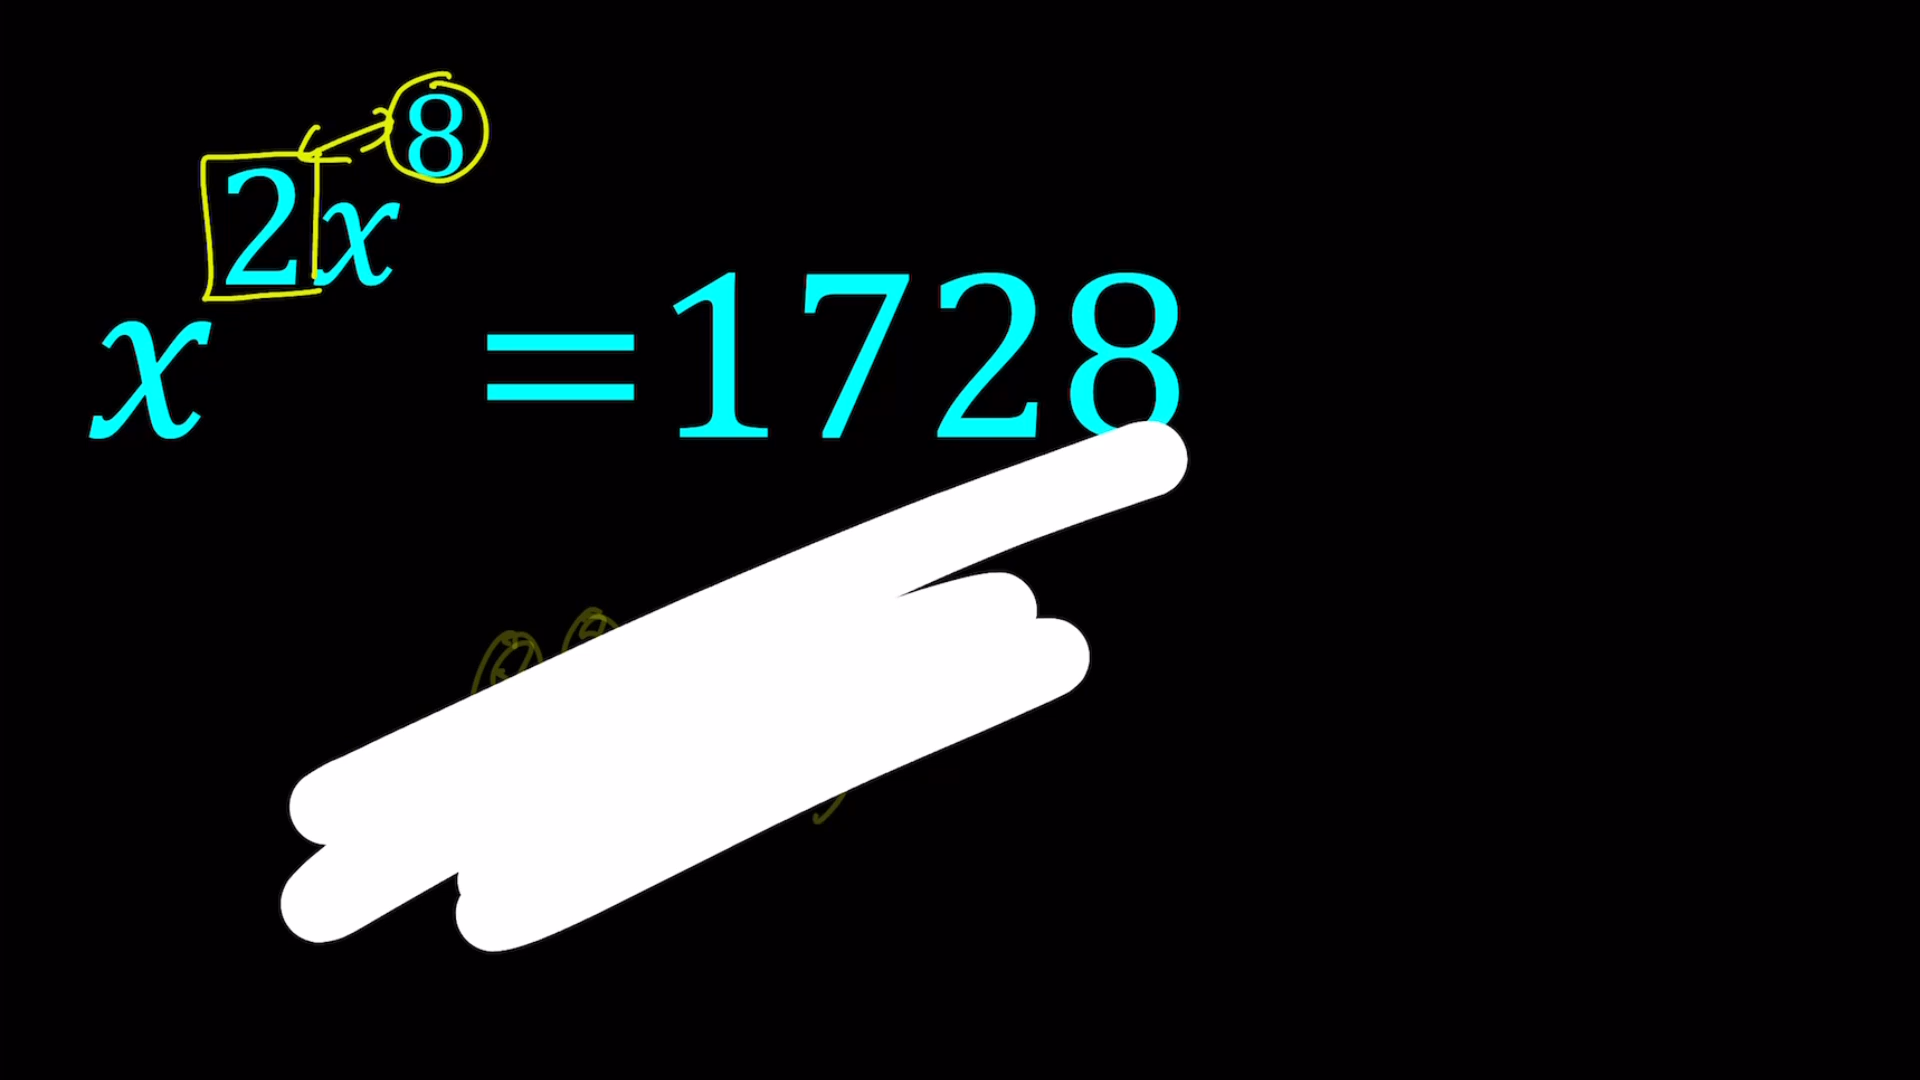 x^{2x^8} = 1728